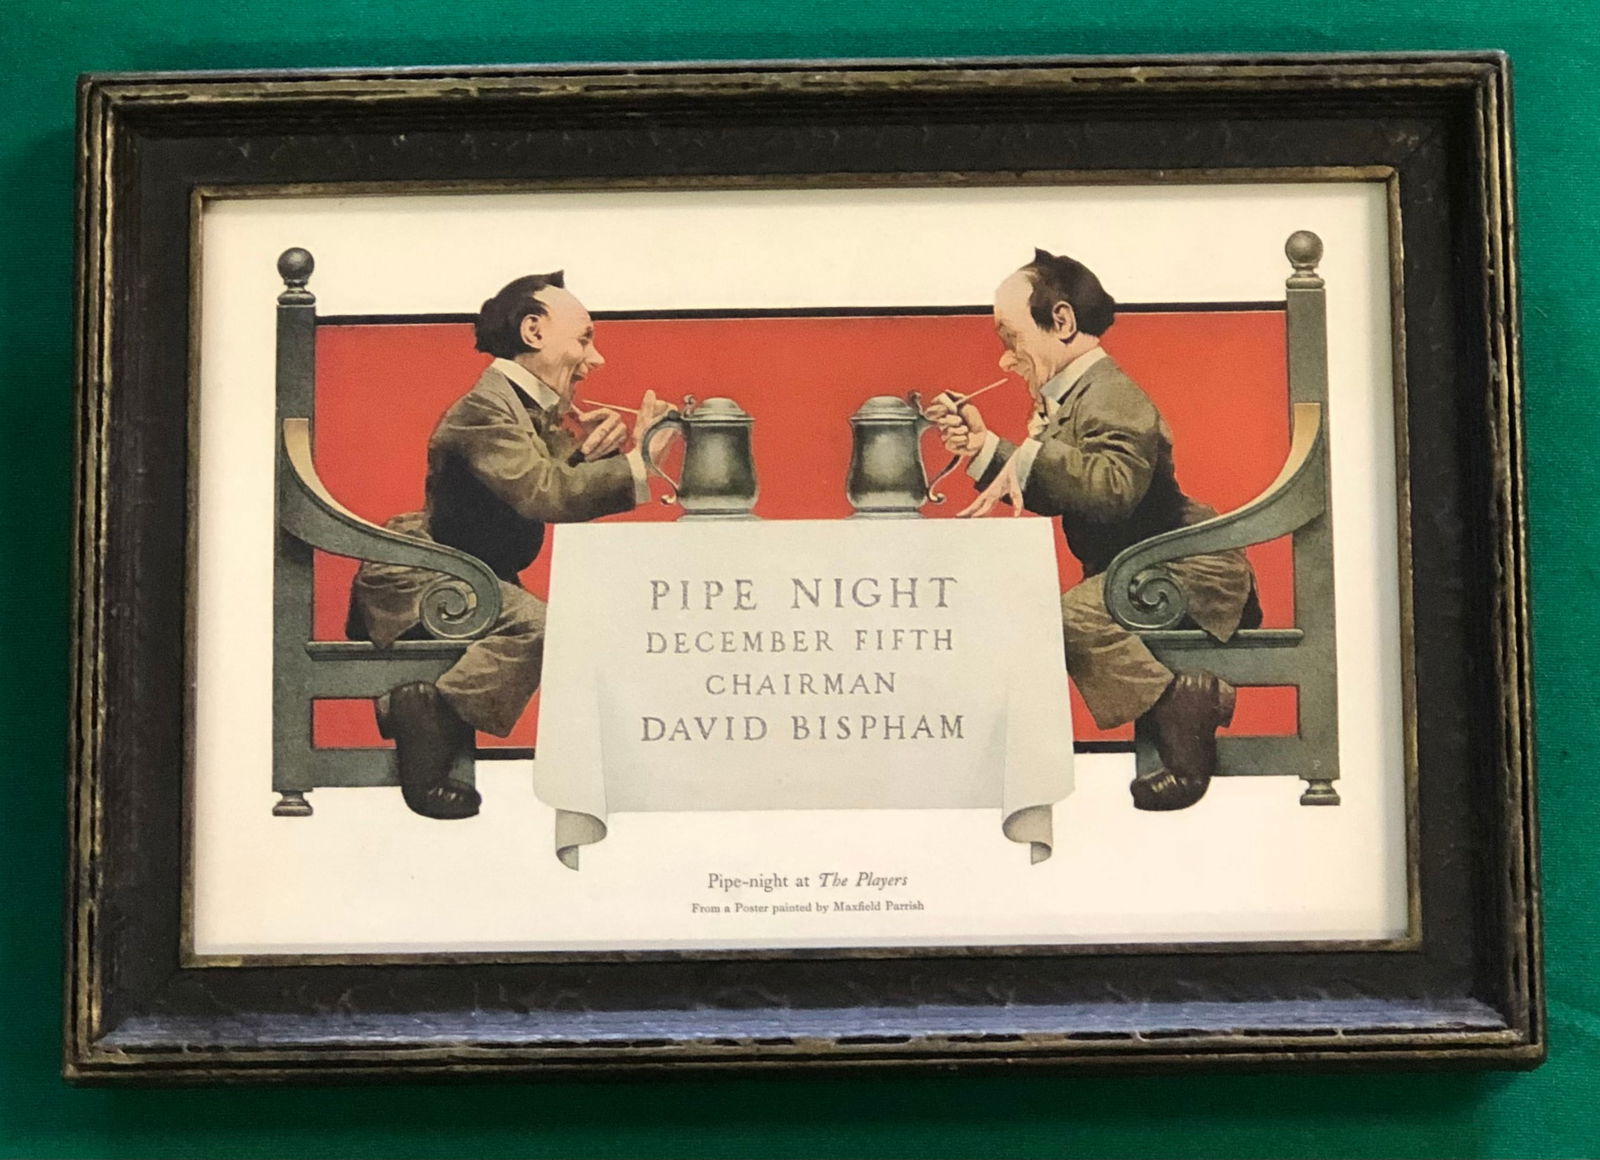 PIPE NIGHT
DECEMBER FIFTH
CHAIRMAN
DAVID BISPHAM
P
Pipe-night at The Players
From a Poster painted by Maxfield Parrish